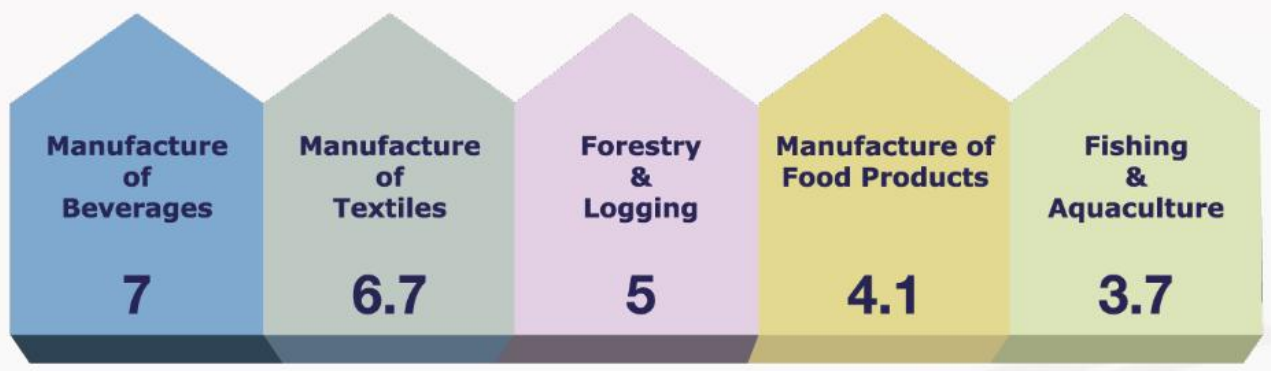 Manufacture
of
Beverages
7
Manufacture
of
Textiles
6.7
Forestry
&
Logging
5
Manufacture of
Food Products
4.1
Fishing
&
Aquaculture
3.7